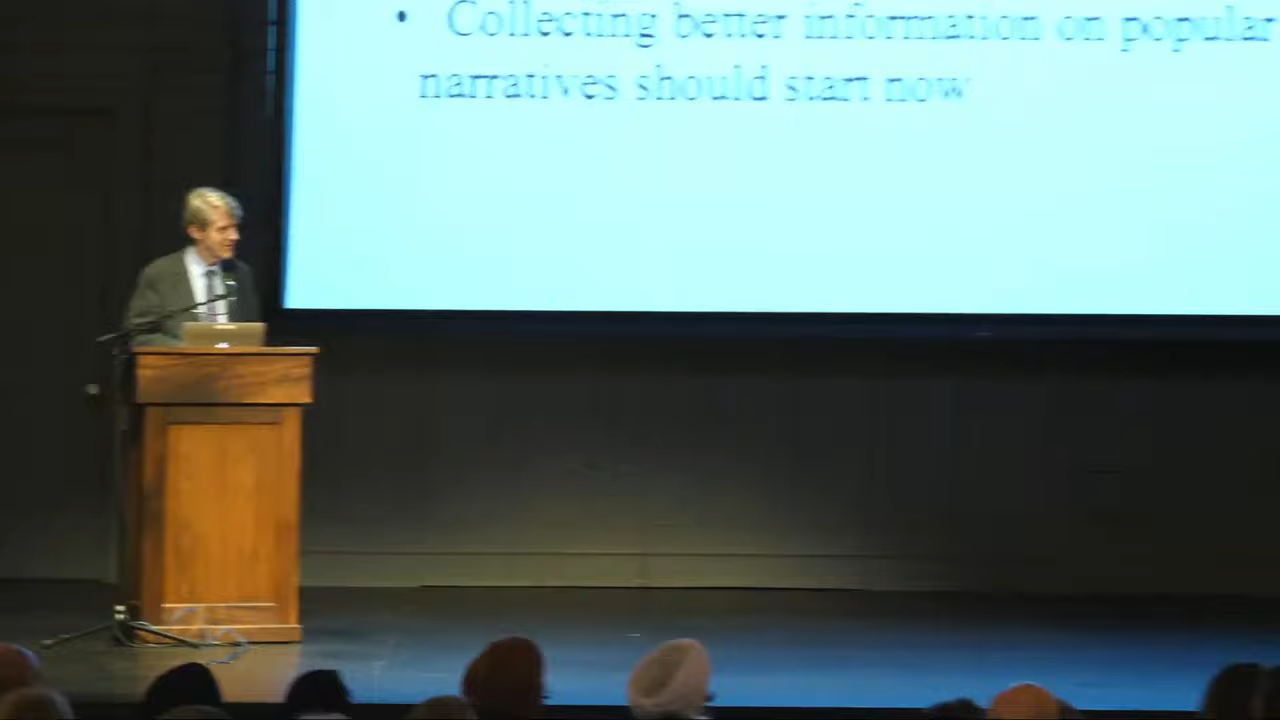 • Collecting better information on popular
narratives should start now